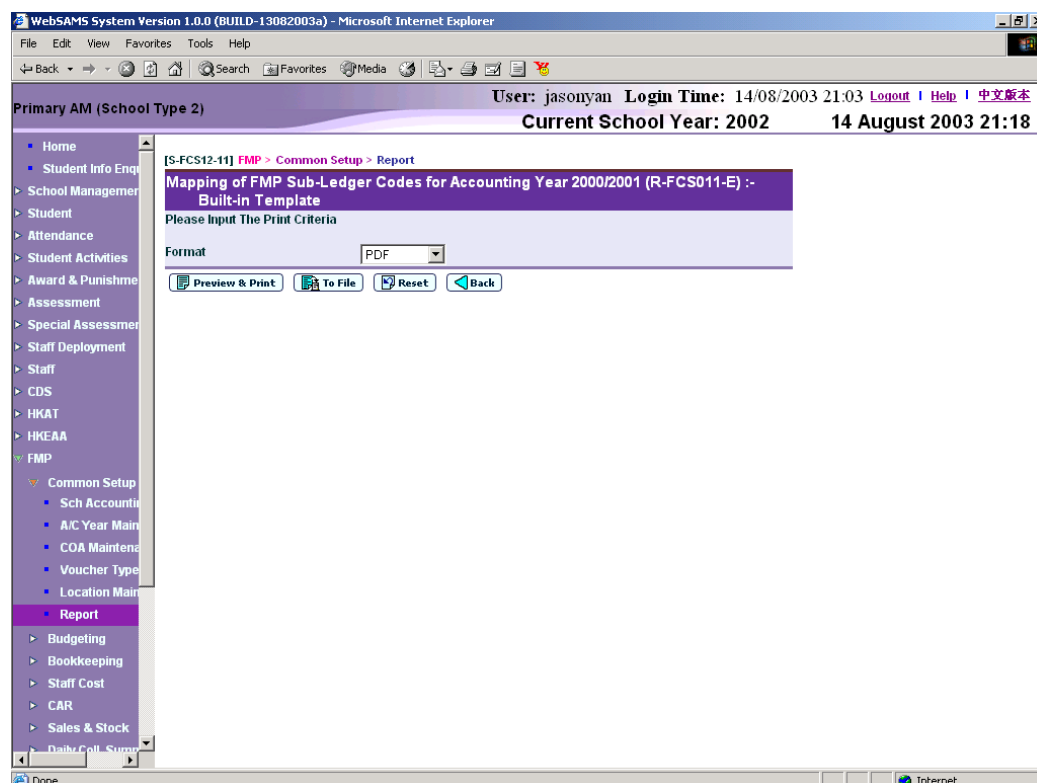 WebSAMS System Version 1.0.0 (BUILD-13082003a) - Microsoft Internet Explorer
File Edit View Favorites Tools Help
Back Search Favorites Media
Primary AM (School Type 2)
User: jasonyan Login Time: 14/08/2003 21:03 Logout | Help | 中文版本
Current School Year: 2002 14 August 2003 21:18
Home
Student Info Enqu
School Managemen
Student
Attendance
Student Activities
Award & Punishme
Assessment
Special Assessmen
Staff Deployment
Staff
CDS
HKAT
HKEAA
FMP
Common Setup
Sch Accountin
A/C Year Main
COA Maintena
Voucher Type
Location Main
Report
Budgeting
Bookkeeping
Staff Cost
CAR
Sales & Stock
Daily Coll. Summ
[S-FCS12-11] FMP > Common Setup > Report
Mapping of FMP Sub-Ledger Codes for Accounting Year 2000/2001 (R-FCS011-E) :-
Built-in Template
Please Input The Print Criteria
Format PDF
Preview & Print To File Reset Back
Done Internet